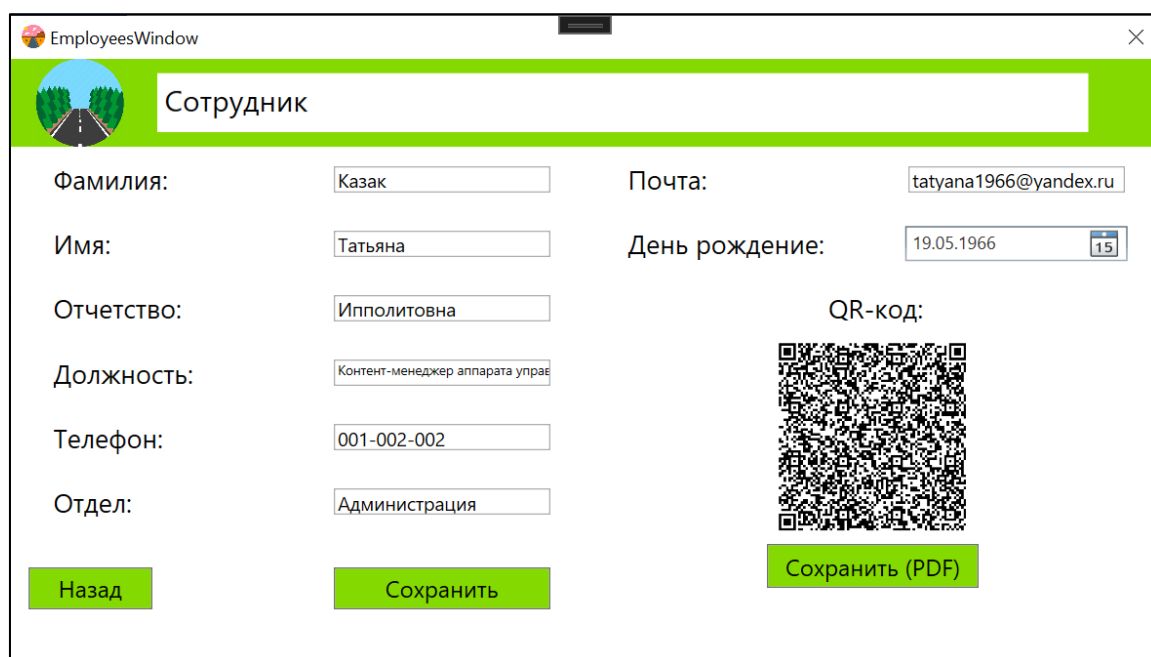 EmployeesWindow
Сотрудник
Фамилия:
Казак
Почта:
tatyana1966@yandex.ru
Имя:
Татьяна
День рождение:
19.05.1966
15
Отчетство:
Ипполитовна
QR-код:
Должность:
Контент-менеджер аппарата управ
Телефон:
001-002-002
Отдел:
Администрация
Сохранить (PDF)
Назад
Сохранить